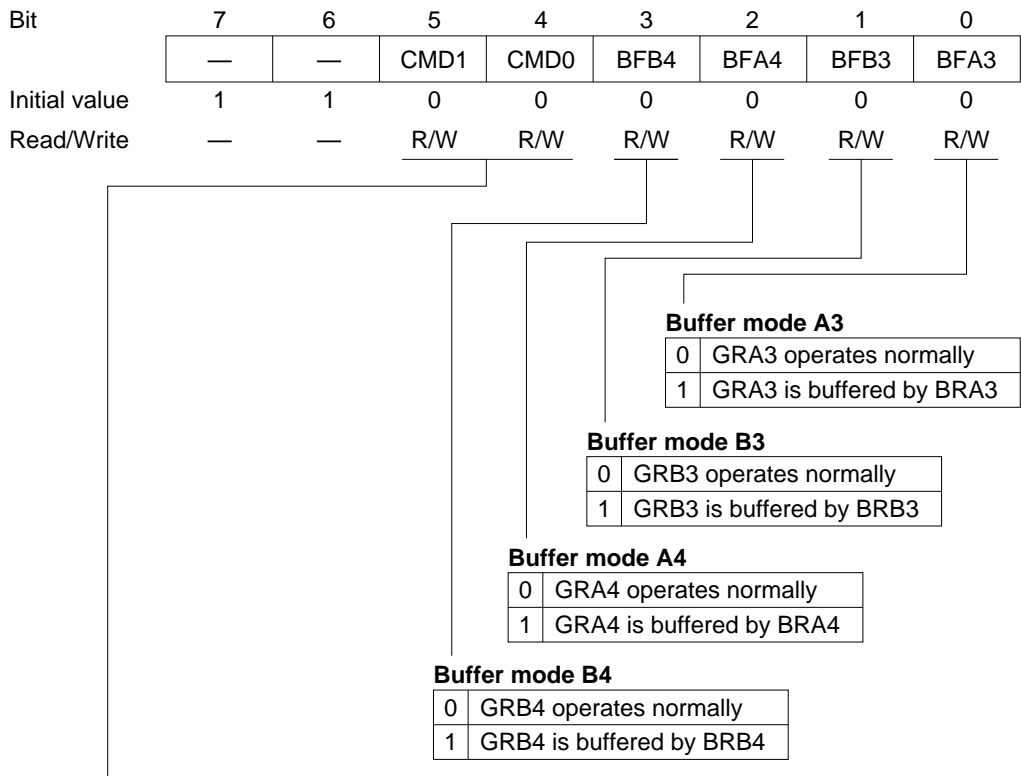 Bit 7 6 5 4 3 2 1 0
— — CMD1 CMD0 BFB4 BFA4 BFB3 BFA3
Initial value 1 1 0 0 0 0 0 0
Read/Write — — R/W R/W R/W R/W R/W R/W
Buffer mode A3
0 GRA3 operates normally
1 GRA3 is buffered by BRA3
Buffer mode B3
0 GRB3 operates normally
1 GRB3 is buffered by BRB3
Buffer mode A4
0 GRA4 operates normally
1 GRA4 is buffered by BRA4
Buffer mode B4
0 GRB4 operates normally
1 GRB4 is buffered by BRB4